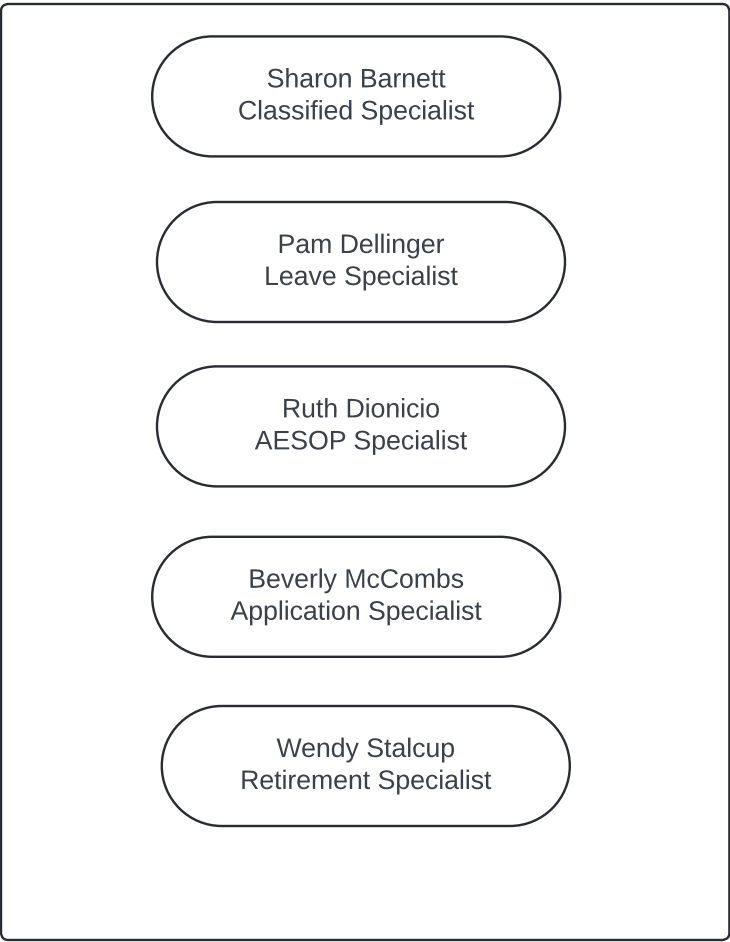 Sharon Barnett
Classified Specialist
Pam Dellinger
Leave Specialist
Ruth Dionicio
AESOP Specialist
Beverly McCombs
Application Specialist
Wendy Stalcup
Retirement Specialist